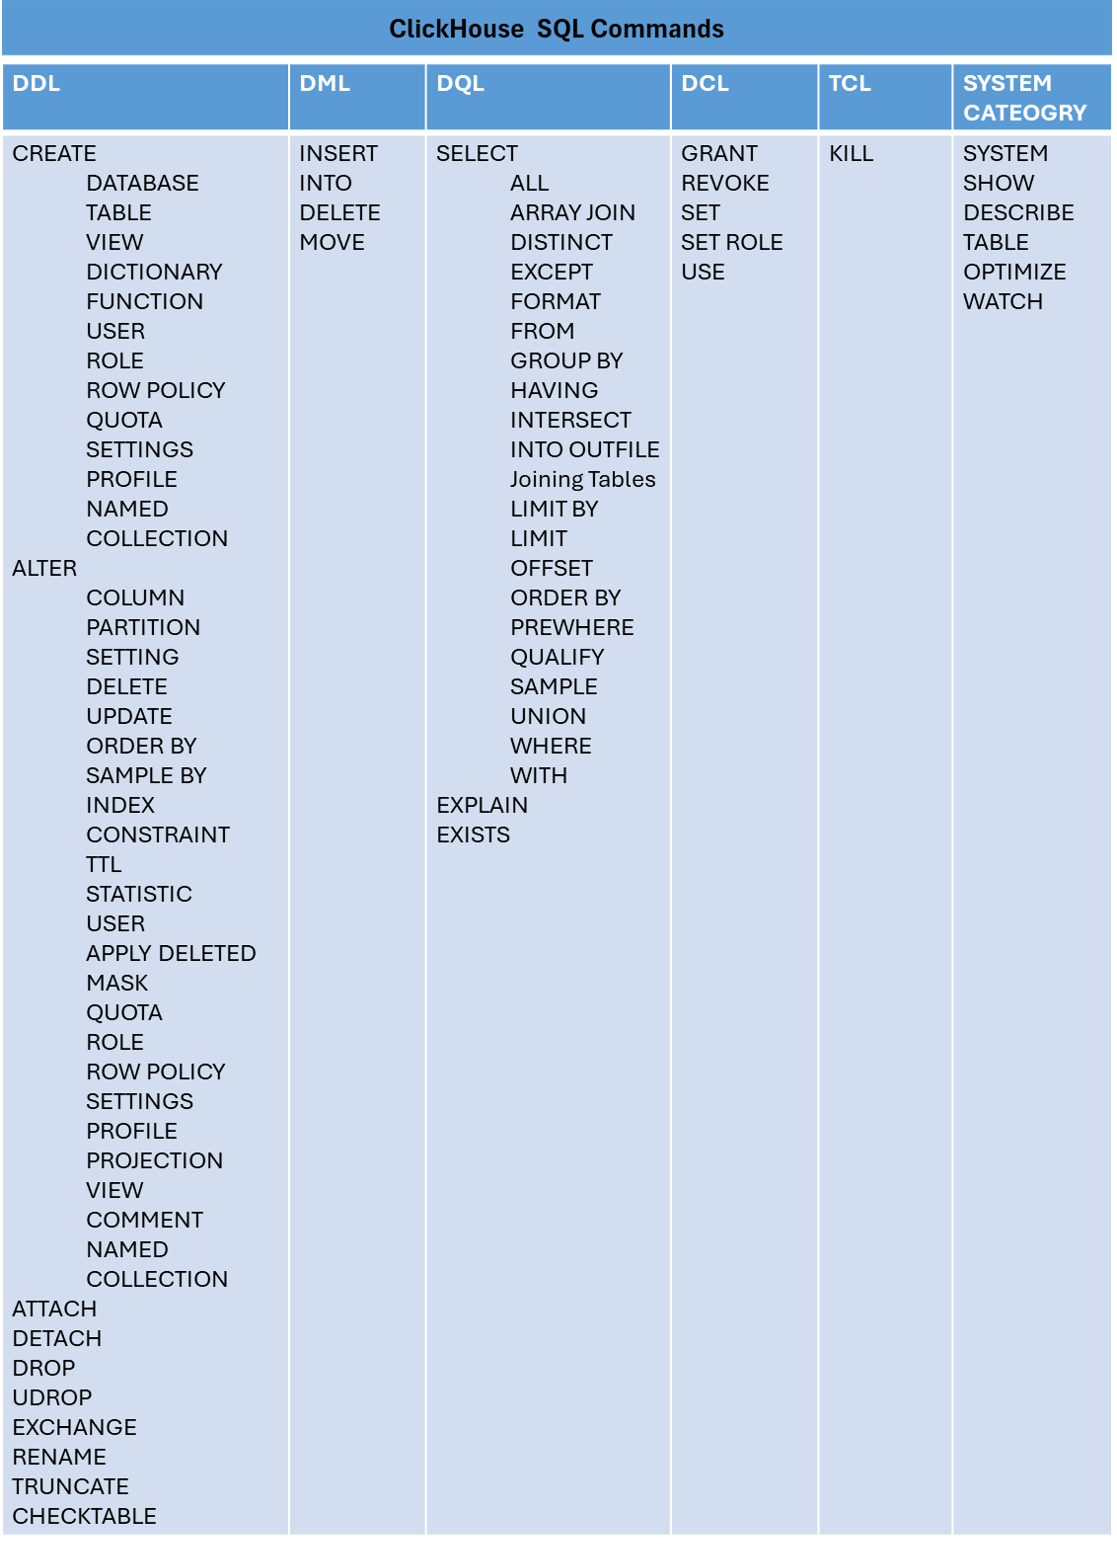 ClickHouse  SQL Commands
DDL
DML
DQL
DCL
TCL
SYSTEM
CATEOGRY
CREATE
DATABASE
TABLE
VIEW
DICTIONARY
FUNCTION
USER
ROLE
ROW POLICY
QUOTA
SETTINGS
PROFILE
NAMED
COLLECTION
ALTER
COLUMN
PARTITION
SETTING
DELETE
UPDATE
ORDER BY
SAMPLE BY
INDEX
CONSTRAINT
TTL
STATISTIC
USER
APPLY DELETED
MASK
QUOTA
ROLE
ROW POLICY
SETTINGS
PROFILE
PROJECTION
VIEW
COMMENT
NAMED
COLLECTION
ATTACH
DETACH
DROP
UDROP
EXCHANGE
RENAME
TRUNCATE
CHECKTABLE
INSERT
INTO
DELETE
MOVE
SELECT
ALL
ARRAY JOIN
DISTINCT
EXCEPT
FORMAT
FROM
GROUP BY
HAVING
INTERSECT
INTO OUTFILE
Joining Tables
LIMIT BY
LIMIT
OFFSET
ORDER BY
PREWHERE
QUALIFY
SAMPLE
UNION
WHERE
WITH
EXPLAIN
EXISTS
GRANT
REVOKE
SET
SET ROLE
USE
KILL
SYSTEM
SHOW
DESCRIBE
TABLE
OPTIMIZE
WATCH